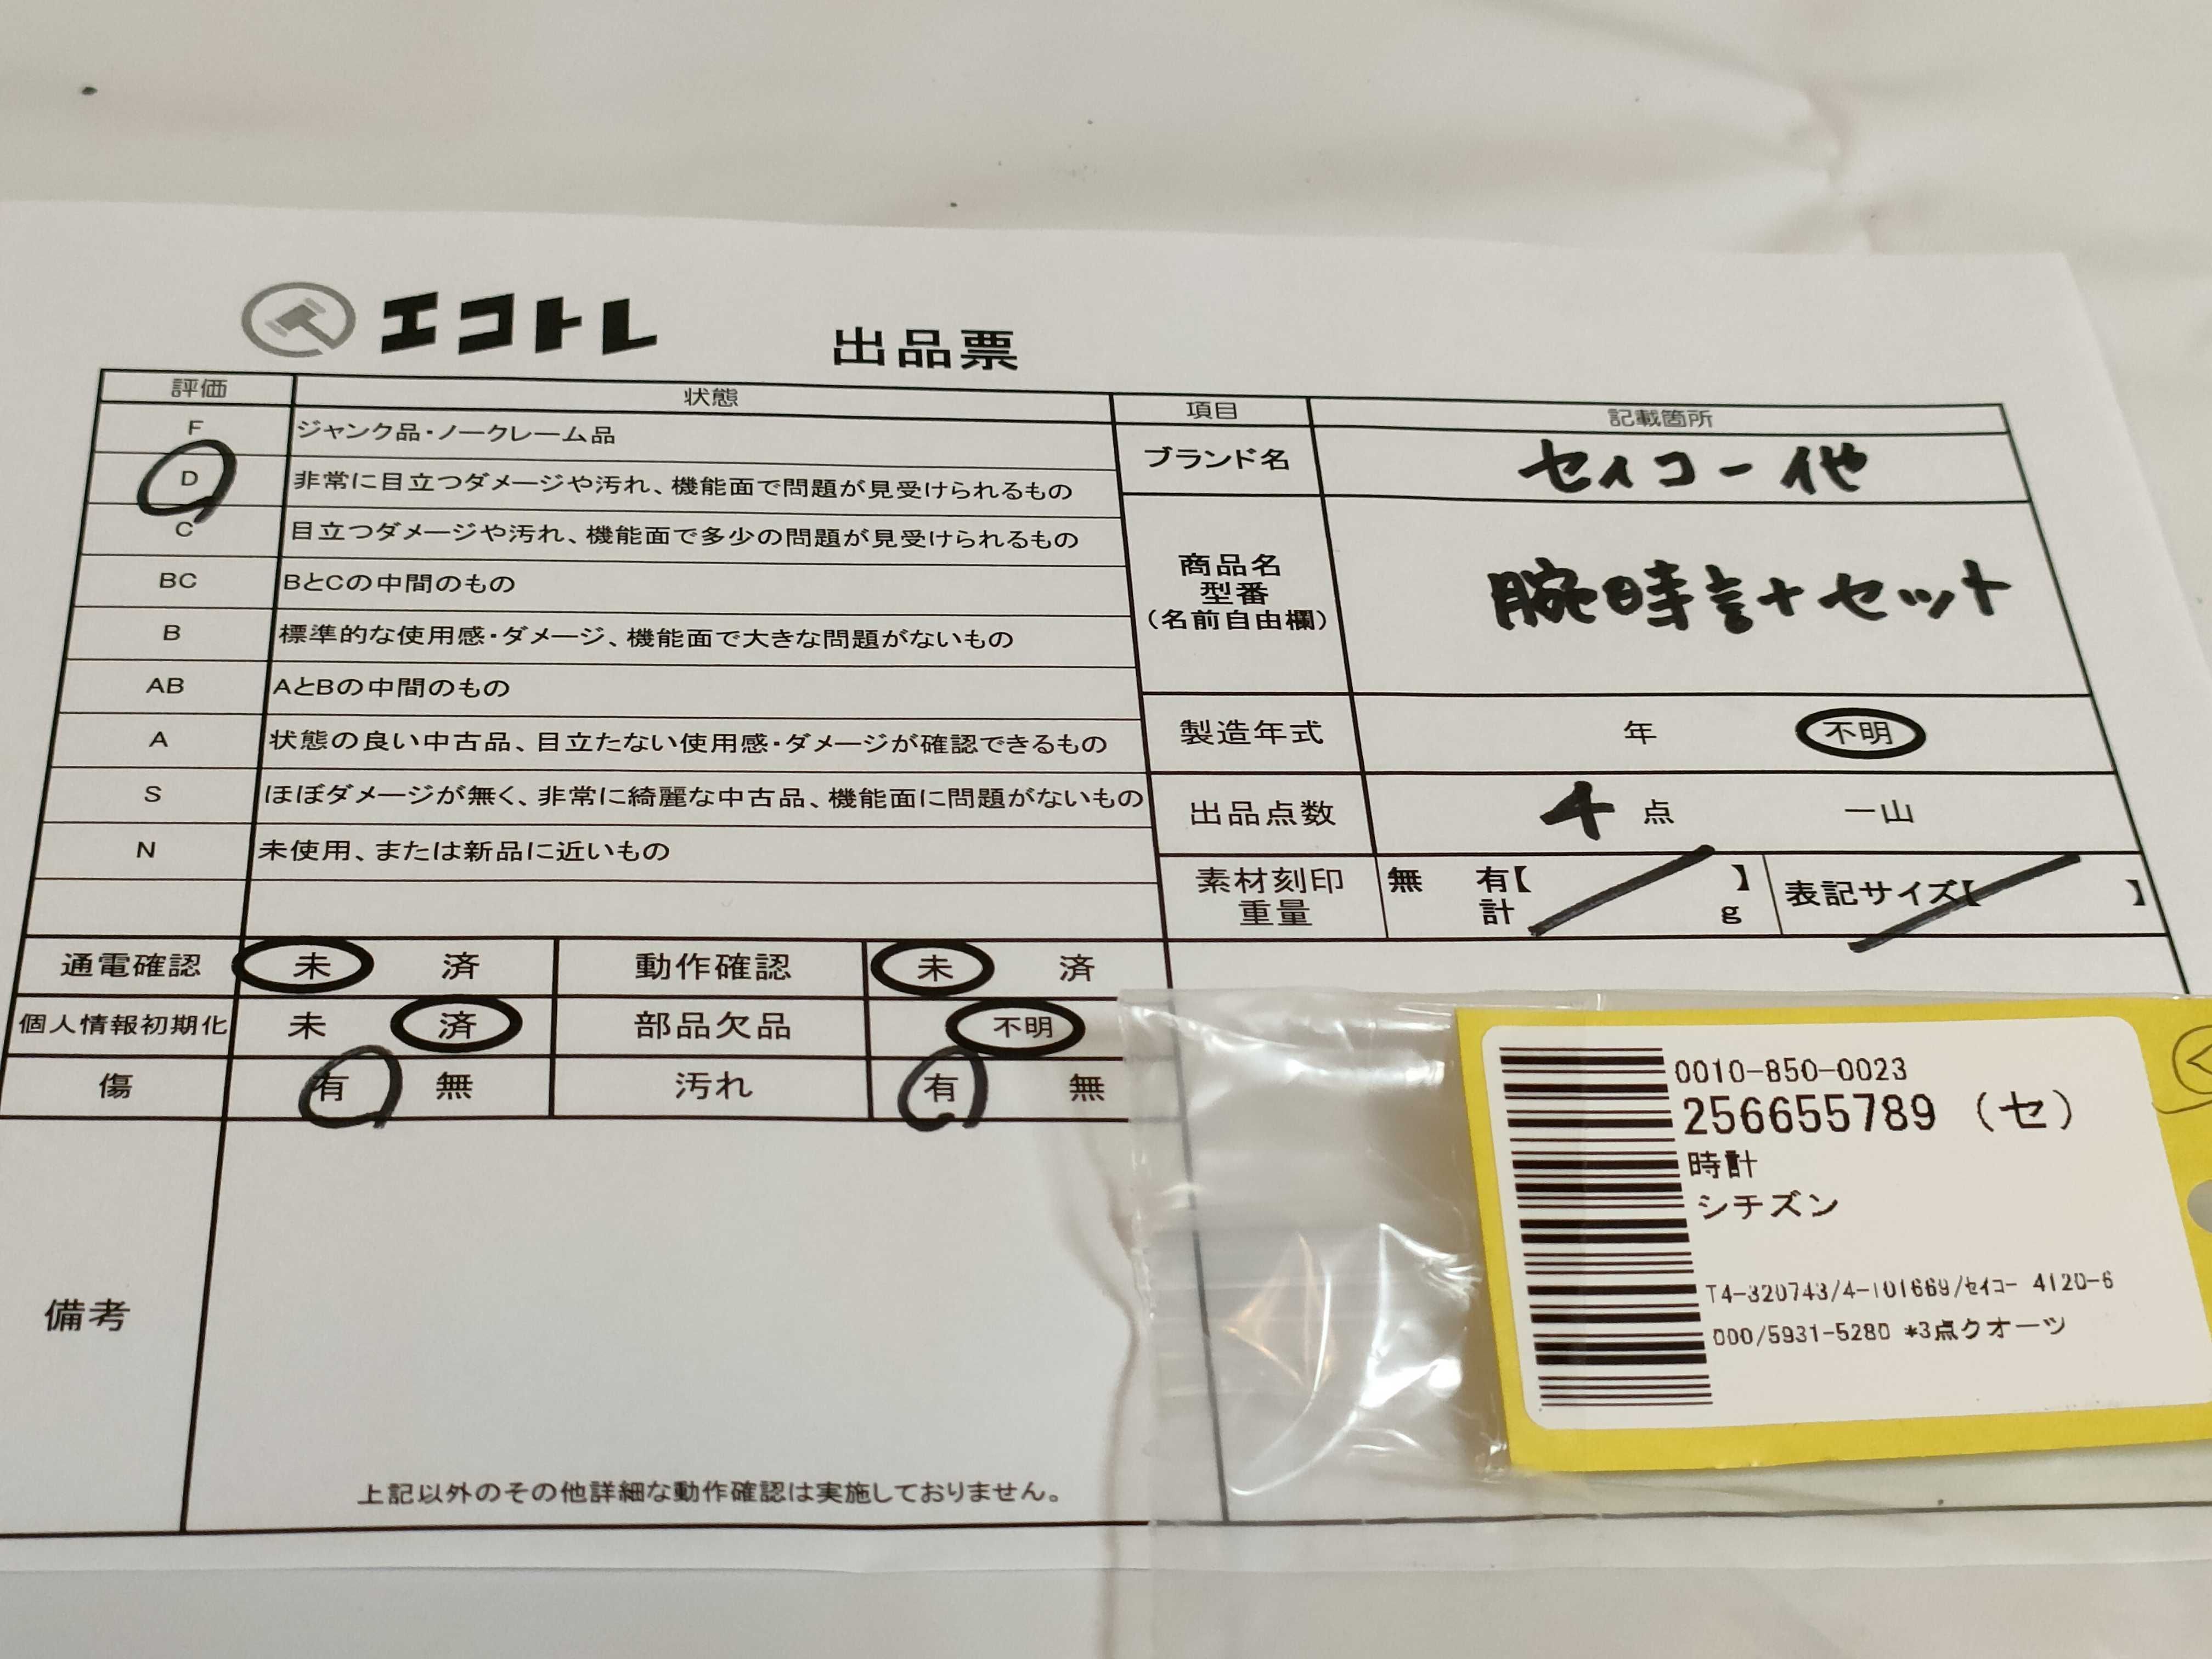 エコトレ 出品票
評価 状態 項目 記載箇所
F ジャンク品・ノークレーム品
D 非常に目立つダメージや汚れ、機能面で問題が見受けられるもの
C 目立つダメージや汚れ、機能面で多少の問題が見受けられるもの
BC BとCの中間のもの
B 標準的な使用感・ダメージ、機能面で大きな問題がないもの
AB AとBの中間のもの
A 状態の良い中古品、目立たない使用感・ダメージが確認できるもの
S ほぼダメージが無く、非常に綺麗な中古品、機能面に問題がないもの
N 未使用、または新品に近いもの
ブランド名 セイコー他
商品名
型番
(名前自由欄)
腕時計セット
製造年式 年 不明
出品点数 4 点 一山
素材刻印 無 有【 】 表記サイズ【 】
重量 計 g
通電確認 未 済 動作確認 未 済
個人情報初期化 未 済 部品欠品 不明
傷 有 無 汚れ 有 無
備考
上記以外のその他詳細な動作確認は実施しておりません。
0010-850-0023
256655789 (セ)
時計
シチズン
T4-320743/4-101669/セイコー 4120-6
000/5931-5280 *3点クオーツ